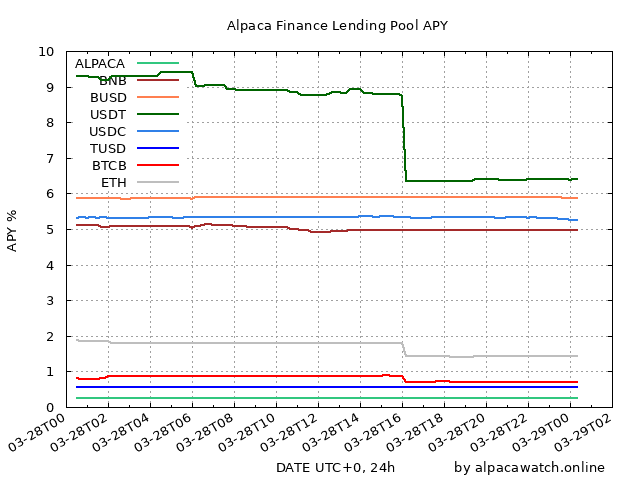 Alpaca Finance Lending Pool APY
APY %
10
9
8
7
6
5
4
3
2
1
0
ALPACA
BNB
BUSD
USDT
USDC
TUSD
BTCB
ETH
03-28T00
03-28T02
03-28T04
03-28T06
03-28T08
03-28T10
03-28T12
03-28T14
03-28T16
03-28T18
03-28T20
03-28T22
03-29T00
03-29T02
DATE UTC+0, 24h
by alpacawatch.online